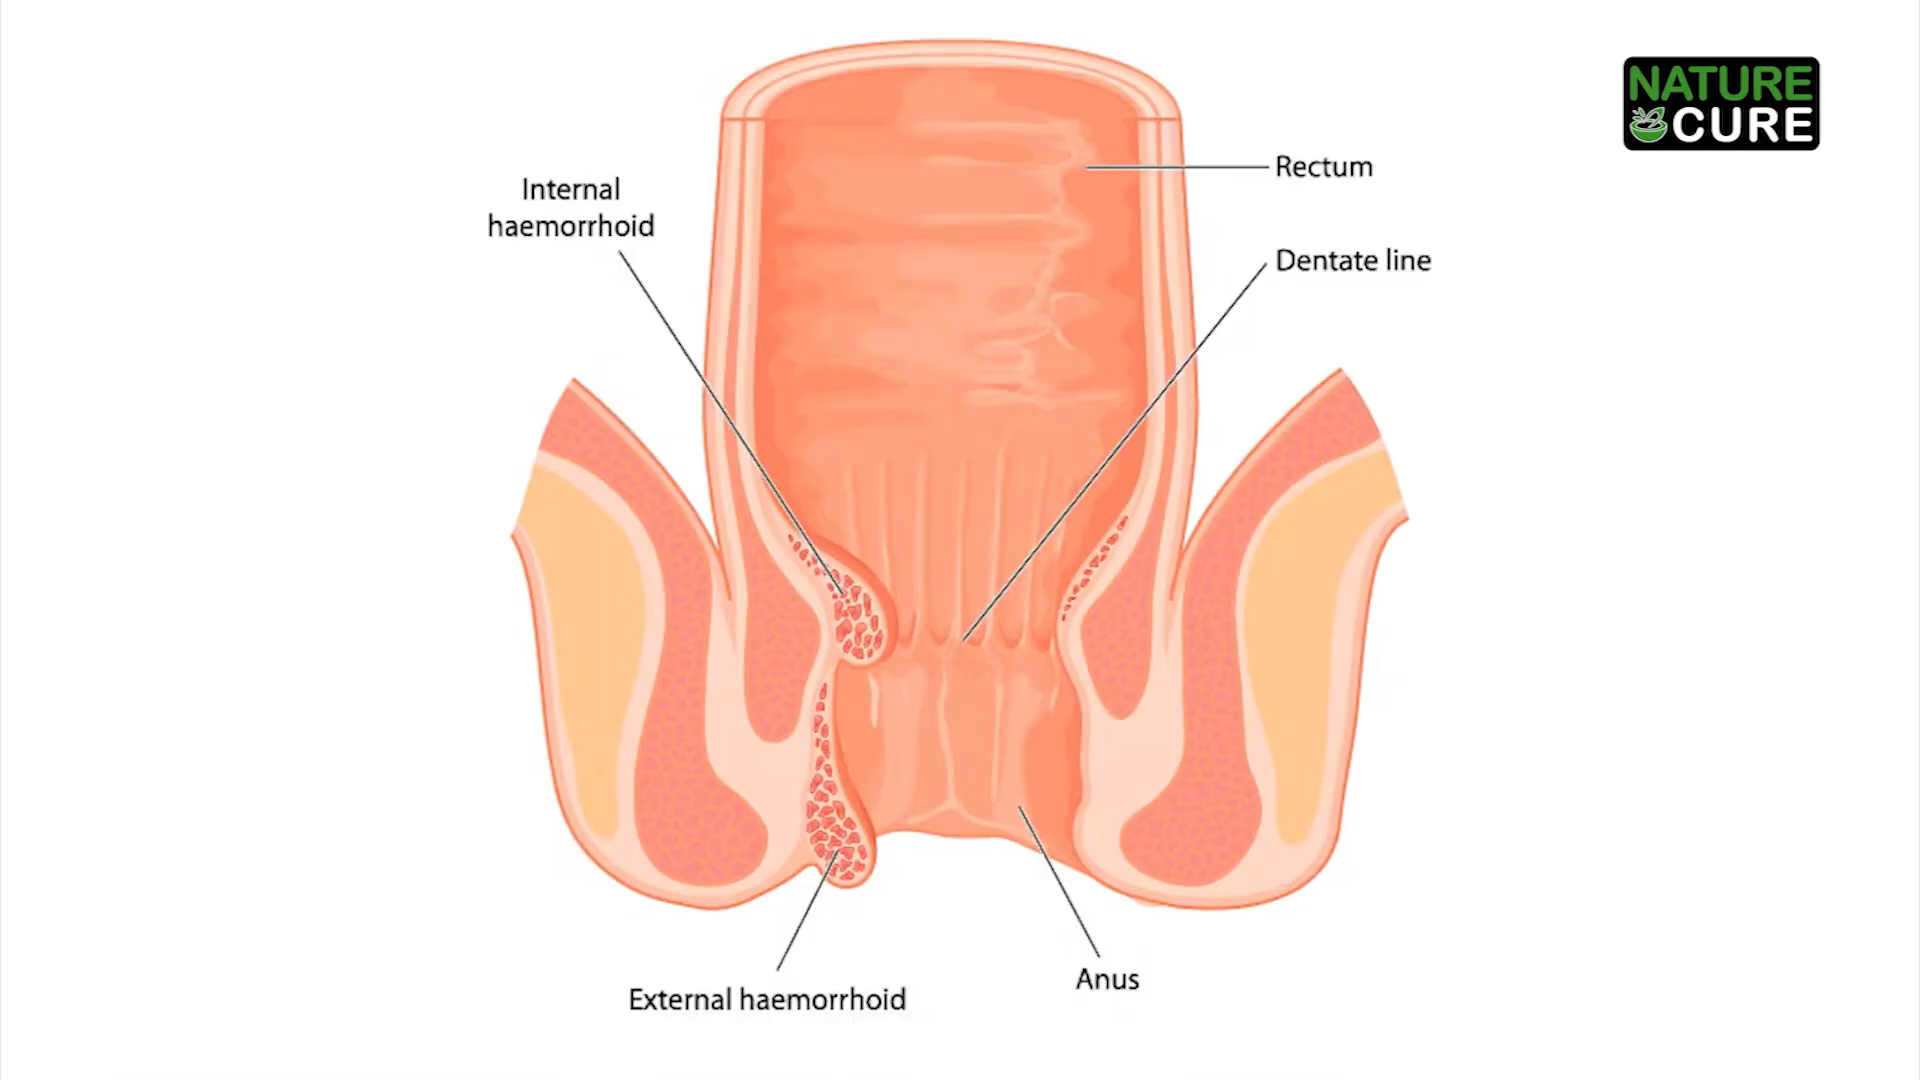 NATURE
CURE
Rectum
Internal
haemorrhoid
Dentate line
Anus
External haemorrhoid